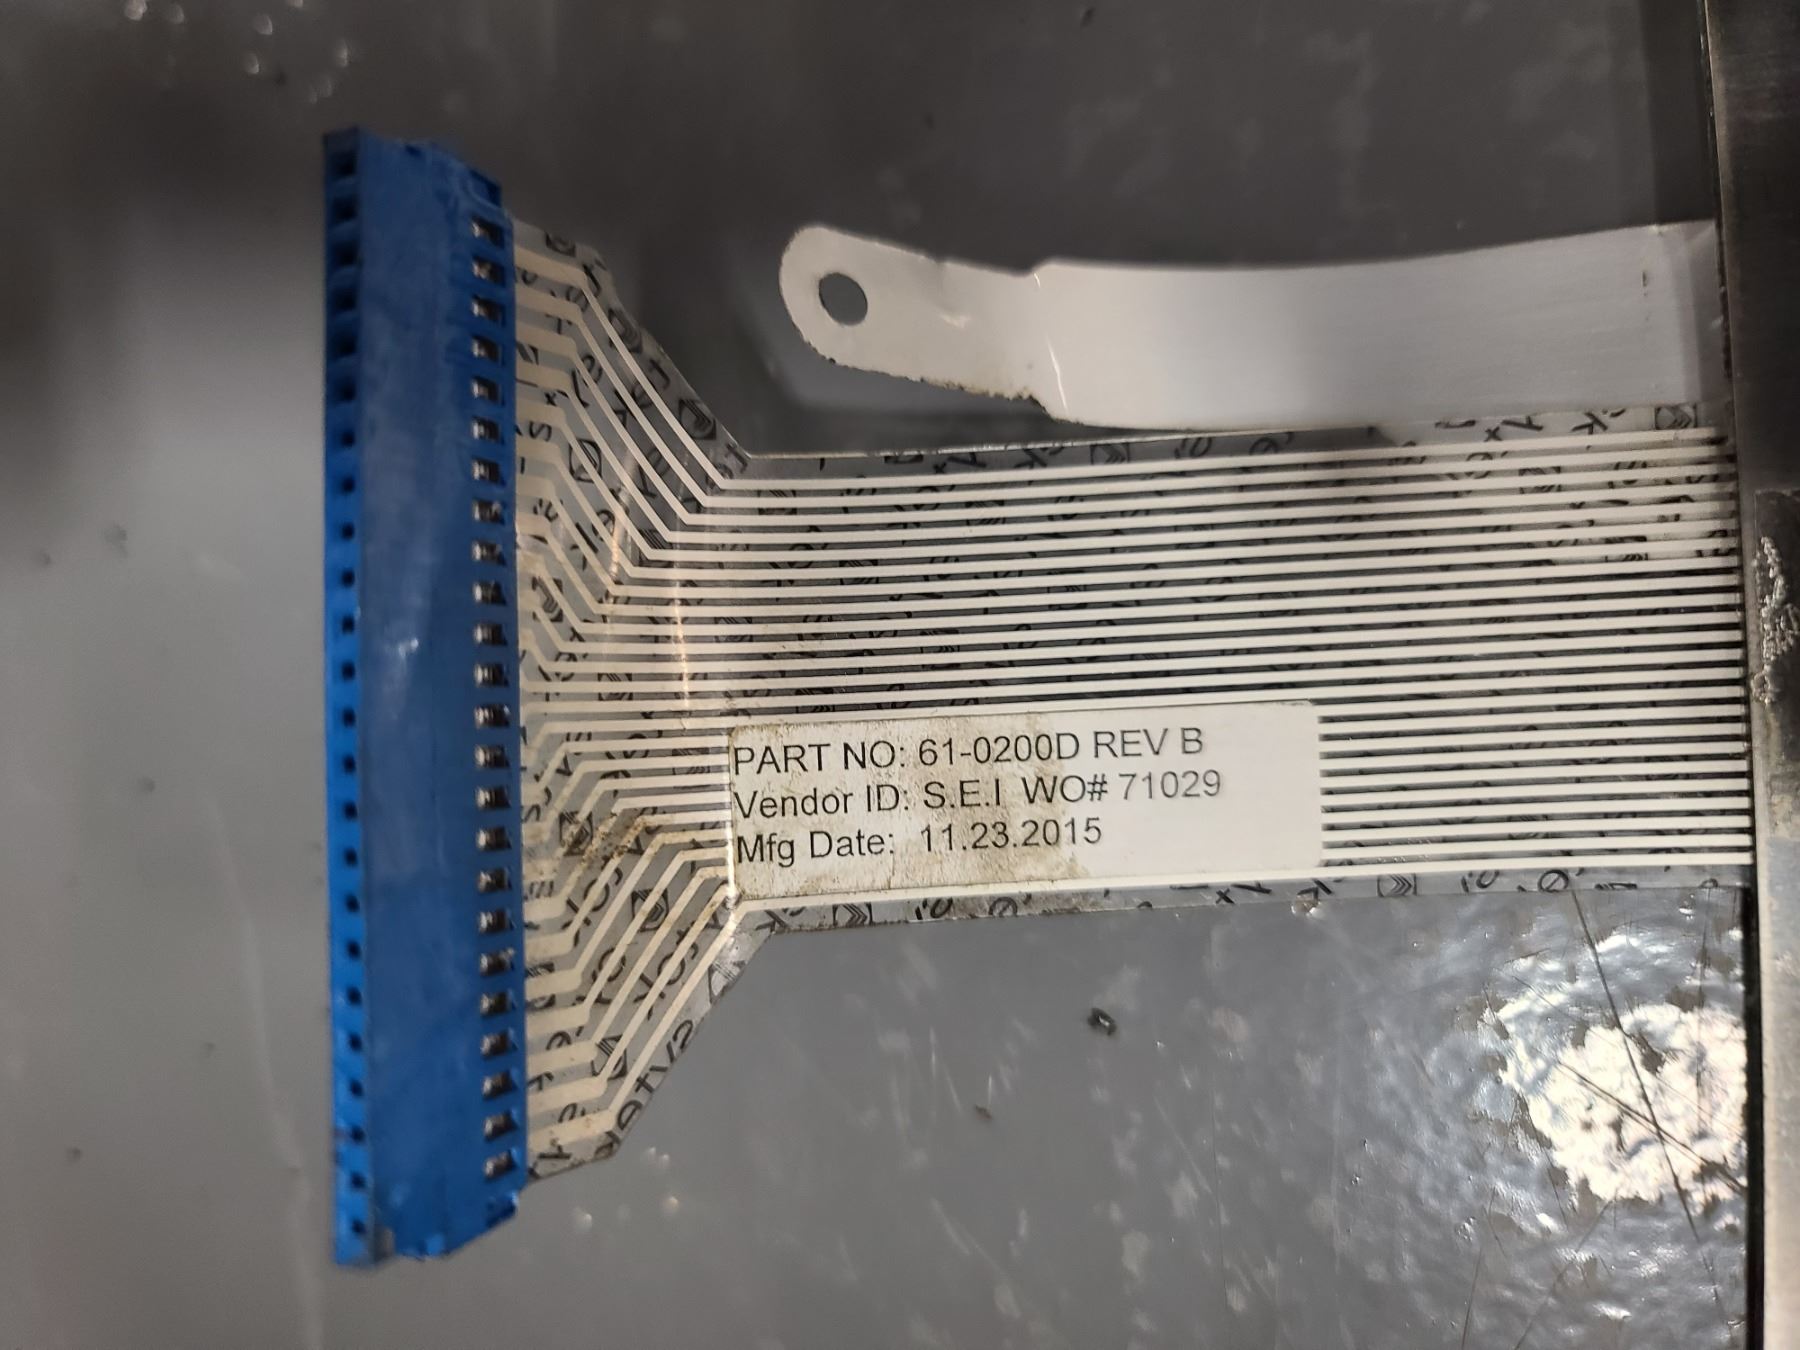 PART NO: 61-0200D REV B
Vendor ID: S.E.I WO# 71029
Mfg Date: 11.23.2015